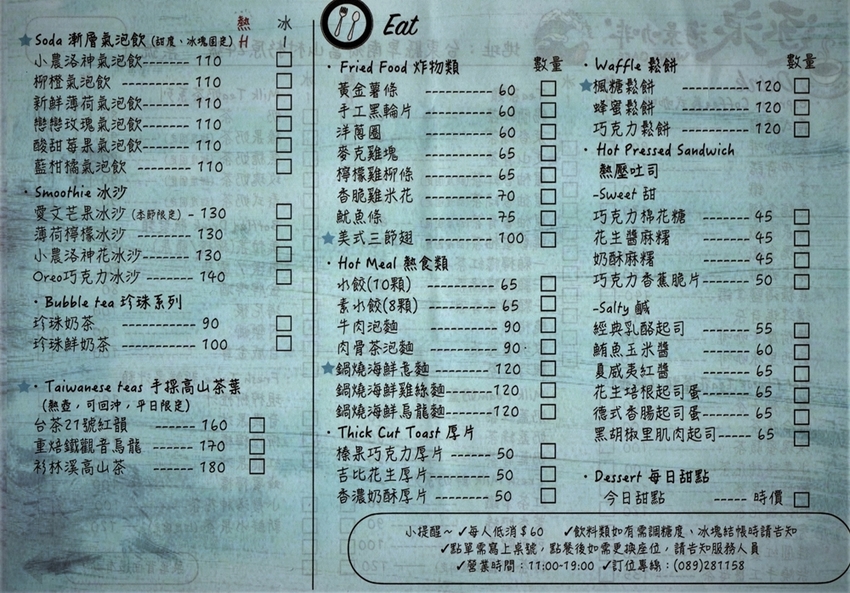 熱 冰
H I
Soda 漸層氣泡飲 (甜度、冰塊固定)
小農洛神氣泡飲------- 110
柳橙氣泡飲 -------- 110
新鮮薄荷氣泡飲------- 110
戀戀玫瑰氣泡飲------- 110
酸甜莓果氣泡飲------- 110
藍柑橘氣泡飲 ------- 110
· Smoothie 冰沙
愛文芒果冰沙 (季節限定) - 130
薄荷檸檬冰沙 ------- 130
小農洛神花冰沙------- 130
Oreo巧克力冰沙 ------- 140
· Bubble tea 珍珠系列
珍珠奶茶 ---------- 90
珍珠鮮奶茶 --------- 100
· Taiwanese teas 手採高山茶葉
(熱壺，可回沖，平日限定)
台茶21號紅韻 ------- 160
重焙鐵觀音烏龍 ------ 170
杉林溪高山茶 ------ 180
Eat
· Fried Food 炸物類 數量
黃金薯條 ---------- 60
手工黑輪片 ---------- 60
洋蔥圈 ---------- 60
麥克雞塊 ---------- 65
檸檬雞柳條 ---------- 65
香脆雞米花 ---------- 70
魷魚條 ---------- 75
美式三節翅 ---------- 100
· Hot Meal 熱食類
水餃(10顆) ---------- 65
素水餃(8顆) --------- 65
牛肉泡麵 ---------- 90
肉骨茶泡麵 --------- 90
鍋燒海鮮意麵 --------- 120
鍋燒海鮮雞絲麵-------120
鍋燒海鮮烏龍麵-------120
· Thick Cut Toast 厚片
榛果巧克力厚片 ------ 50
吉比花生厚片--------- 50
香濃奶酥厚片 -------- 50
· Waffle 鬆餅 數量
楓糖鬆餅 ---------- 120
蜂蜜鬆餅 ---------- 120
巧克力鬆餅 ---------- 120
· Hot Pressed Sandwich
熱壓吐司
-Sweet 甜
巧克力棉花糖 -------- 45
花生醬麻糬 -------- 45
奶酥麻糬 -------- 45
巧克力香蕉脆片------- 50
-Salty 鹹
經典乳酪起司 ------- 55
鮪魚玉米醬 ------- 60
夏威夷紅醬 ------- 65
花生培根起司蛋------- 65
德式香腸起司蛋------- 65
黑胡椒里肌肉起司----- 65
· Dessert 每日甜點
今日甜點 ----- 時價
小提醒~ ✓每人低消＄60 ✓飲料類如有需調糖度、冰塊結帳時請告知
✓點單需寫上桌號，點餐後如需更換座位，請告知服務人員
✓營業時間：11:00-19:00 ✓訂位專線：(089)281158